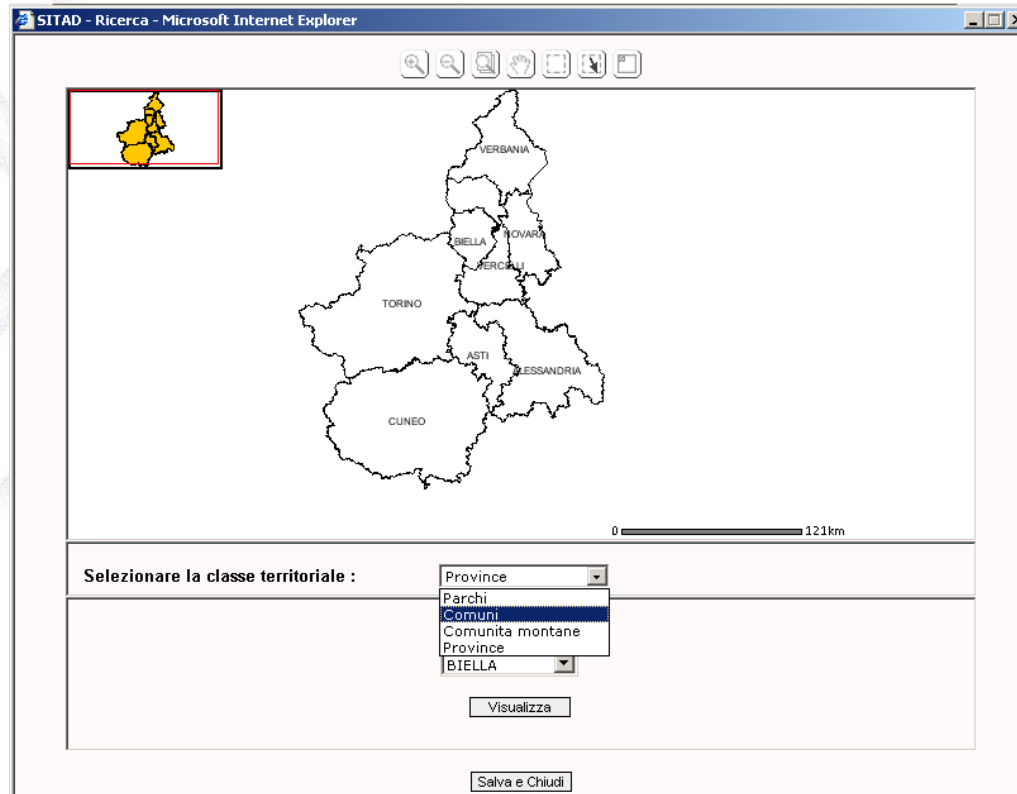 SITAD - Ricerca - Microsoft Internet Explorer
VERBANIA
BIELLA
NOVARA
VERCELLI
TORINO
ASTI
ALESSANDRIA
CUNEO
0 121km
Selezionare la classe territoriale :
Province
Parchi
Comuni
Comunita montane
Province
BIELLA
Visualizza
Salva e Chiudi